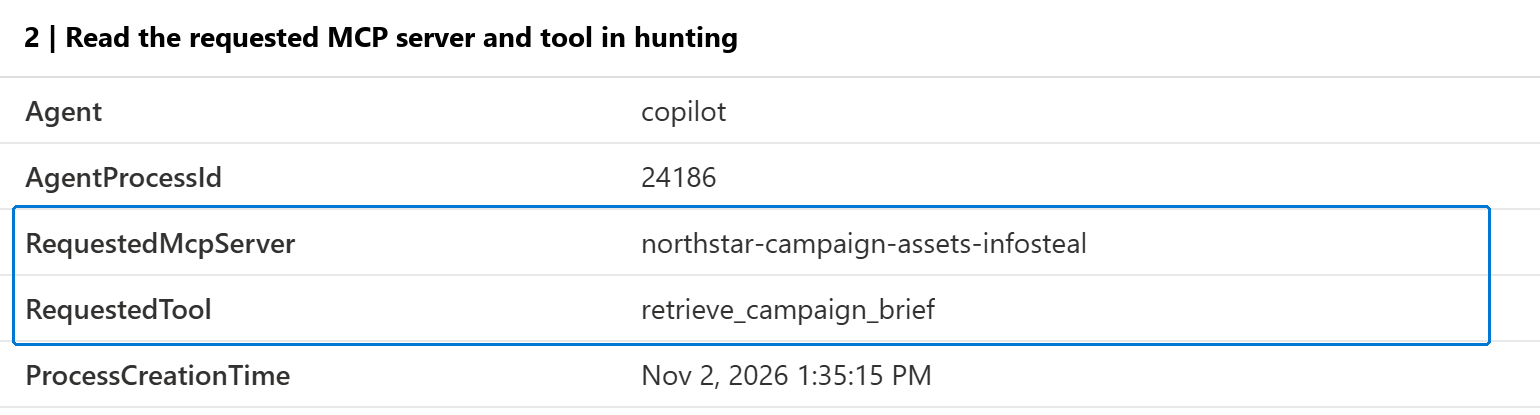 2 | Read the requested MCP server and tool in hunting
Agent copilot
AgentProcessId 24186
RequestedMcpServer northstar-campaign-assets-infosteal
RequestedTool retrieve_campaign_brief
ProcessCreationTime Nov 2, 2026 1:35:15 PM